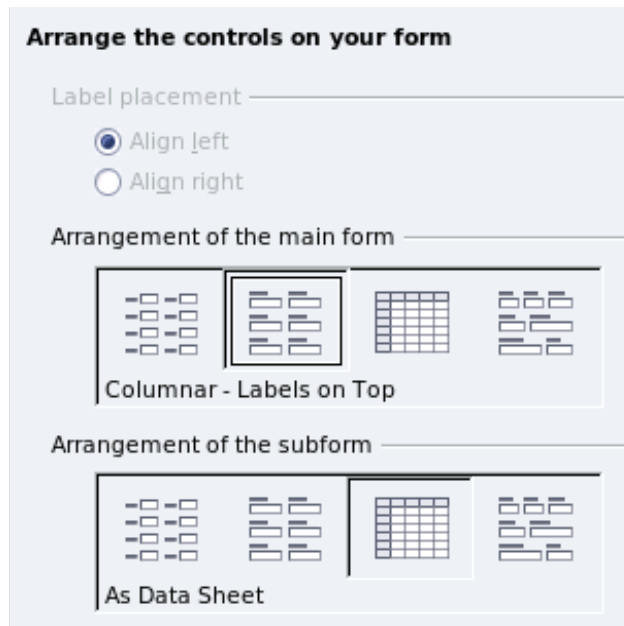 Arrange the controls on your form
Label placement
Align left
Align right
Arrangement of the main form
Columnar - Labels on Top
Arrangement of the subform
As Data Sheet